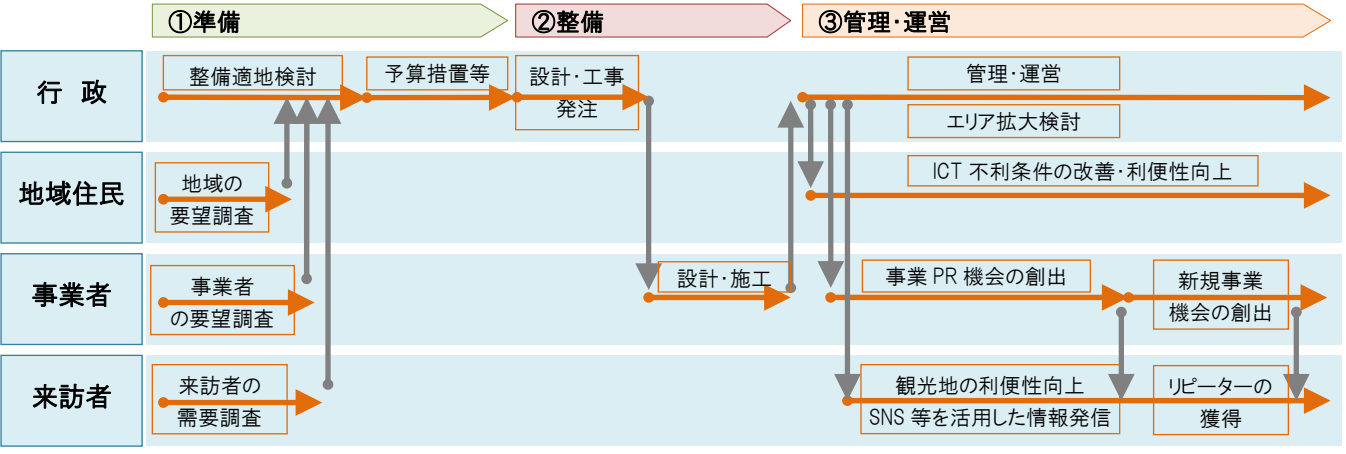 ①準備
②整備
③管理・運営
行 政
整備適地検討
予算措置等
設計・工事
発注
管理・運営
エリア拡大検討
地域住民
地域の
要望調査
ICT 不利条件の改善・利便性向上
事業者
事業者
の要望調査
設計・施工
事業 PR 機会の創出
新規事業
機会の創出
来訪者
来訪者の
需要調査
観光地の利便性向上
SNS 等を活用した情報発信
リピーターの
獲得